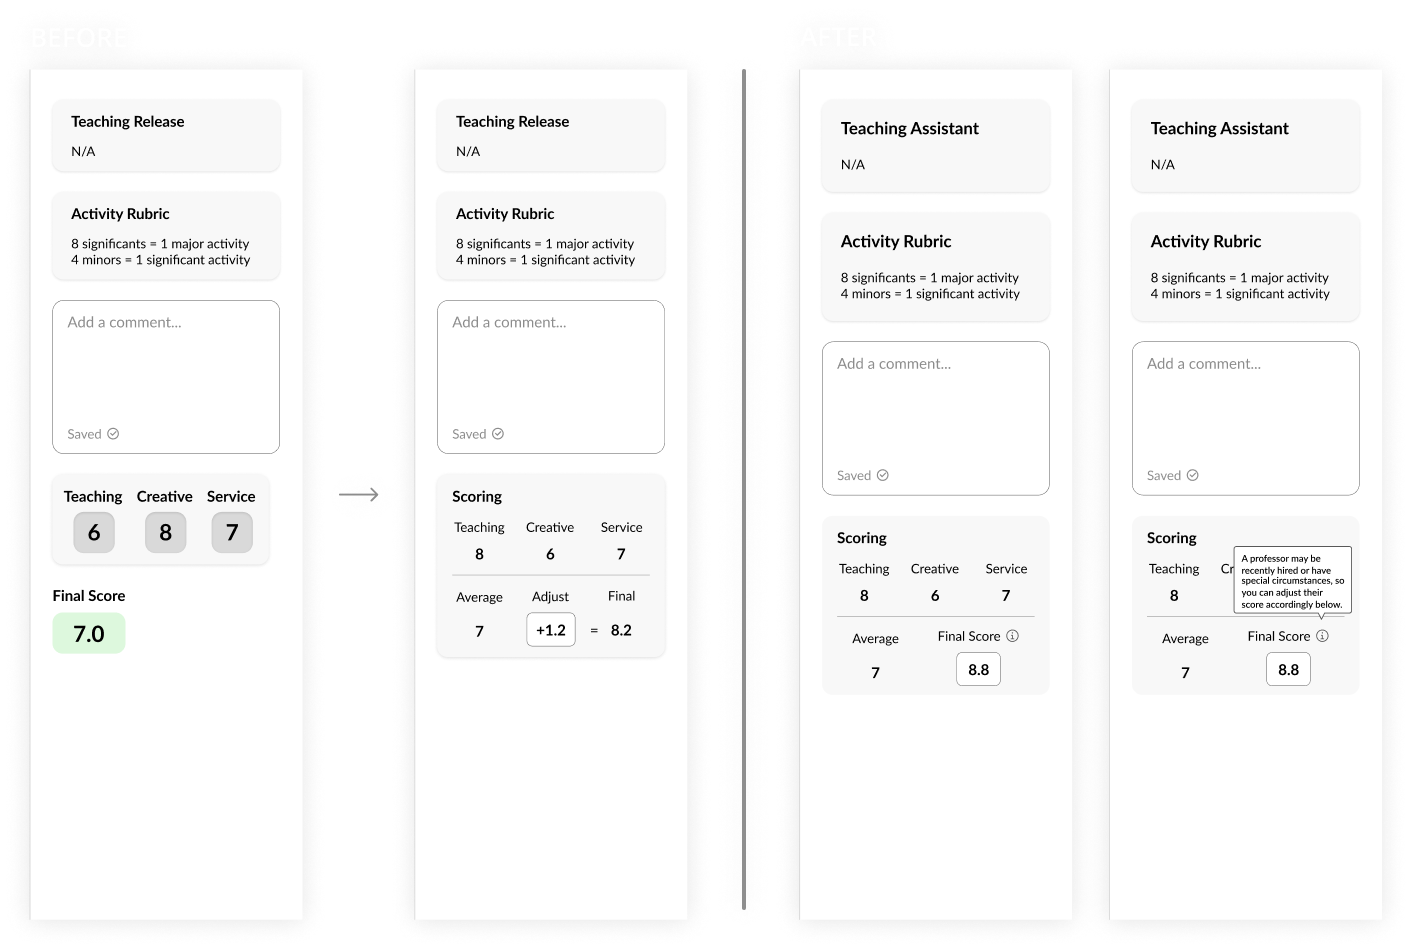 BEFORE
Teaching Release
N/A
Activity Rubric
8 significants = 1 major activity
4 minors = 1 significant activity
Add a comment...
Saved
Teaching Creative Service
6 8 7
Final Score
7.0
Teaching Release
N/A
Activity Rubric
8 significants = 1 major activity
4 minors = 1 significant activity
Add a comment...
Saved
Scoring
Teaching Creative Service
8 6 7
Average Adjust Final
7 +1.2 = 8.2
AFTER
Teaching Assistant
N/A
Activity Rubric
8 significants = 1 major activity
4 minors = 1 significant activity
Add a comment...
Saved
Scoring
Teaching Creative Service
8 6 7
Average Final Score
7 8.8
Teaching Assistant
N/A
Activity Rubric
8 significants = 1 major activity
4 minors = 1 significant activity
Add a comment...
Saved
Scoring
A professor may be
recently hired or have
special circumstances, so
you can adjust their
score accordingly below.
Teaching Cr
8
Average Final Score
7 8.8